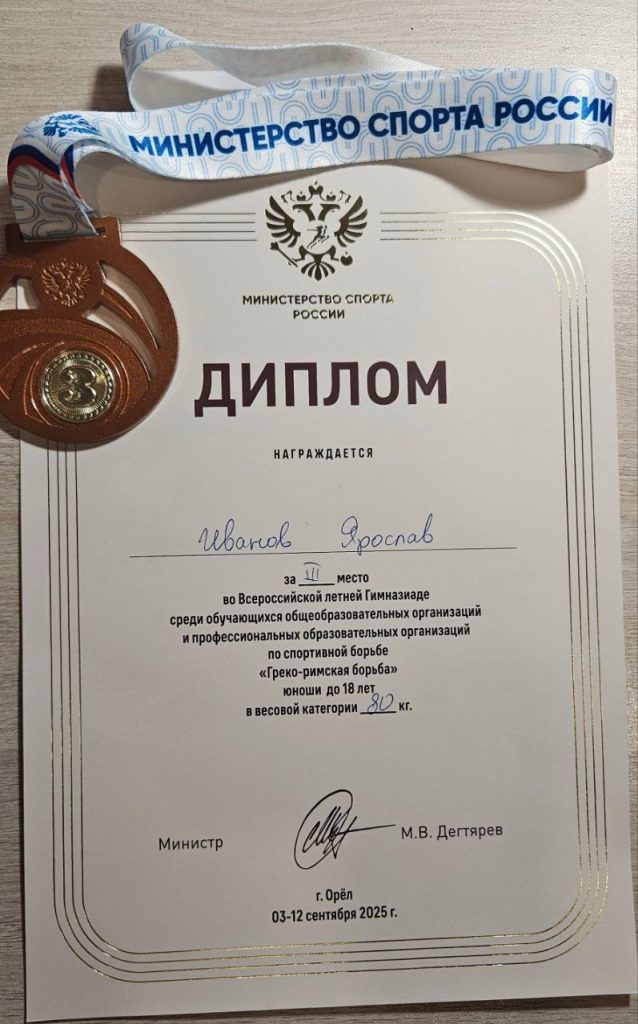 МИНИСТЕРСТВО СПОРТА РОССИИ
МИНИСТЕРСТВО СПОРТА
РОССИИ
3
ДИПЛОМ
НАГРАЖДАЕТСЯ
Иванов Ярослав
за III место
во Всероссийской летней Гимназиаде
среди обучающихся общеобразовательных организаций
и профессиональных образовательных организаций
по спортивной борьбе
«Греко-римская борьба»
юноши до 18 лет
в весовой категории 80 кг.
Министр М.В. Дегтярев
г. Орёл
03-12 сентября 2025 г.